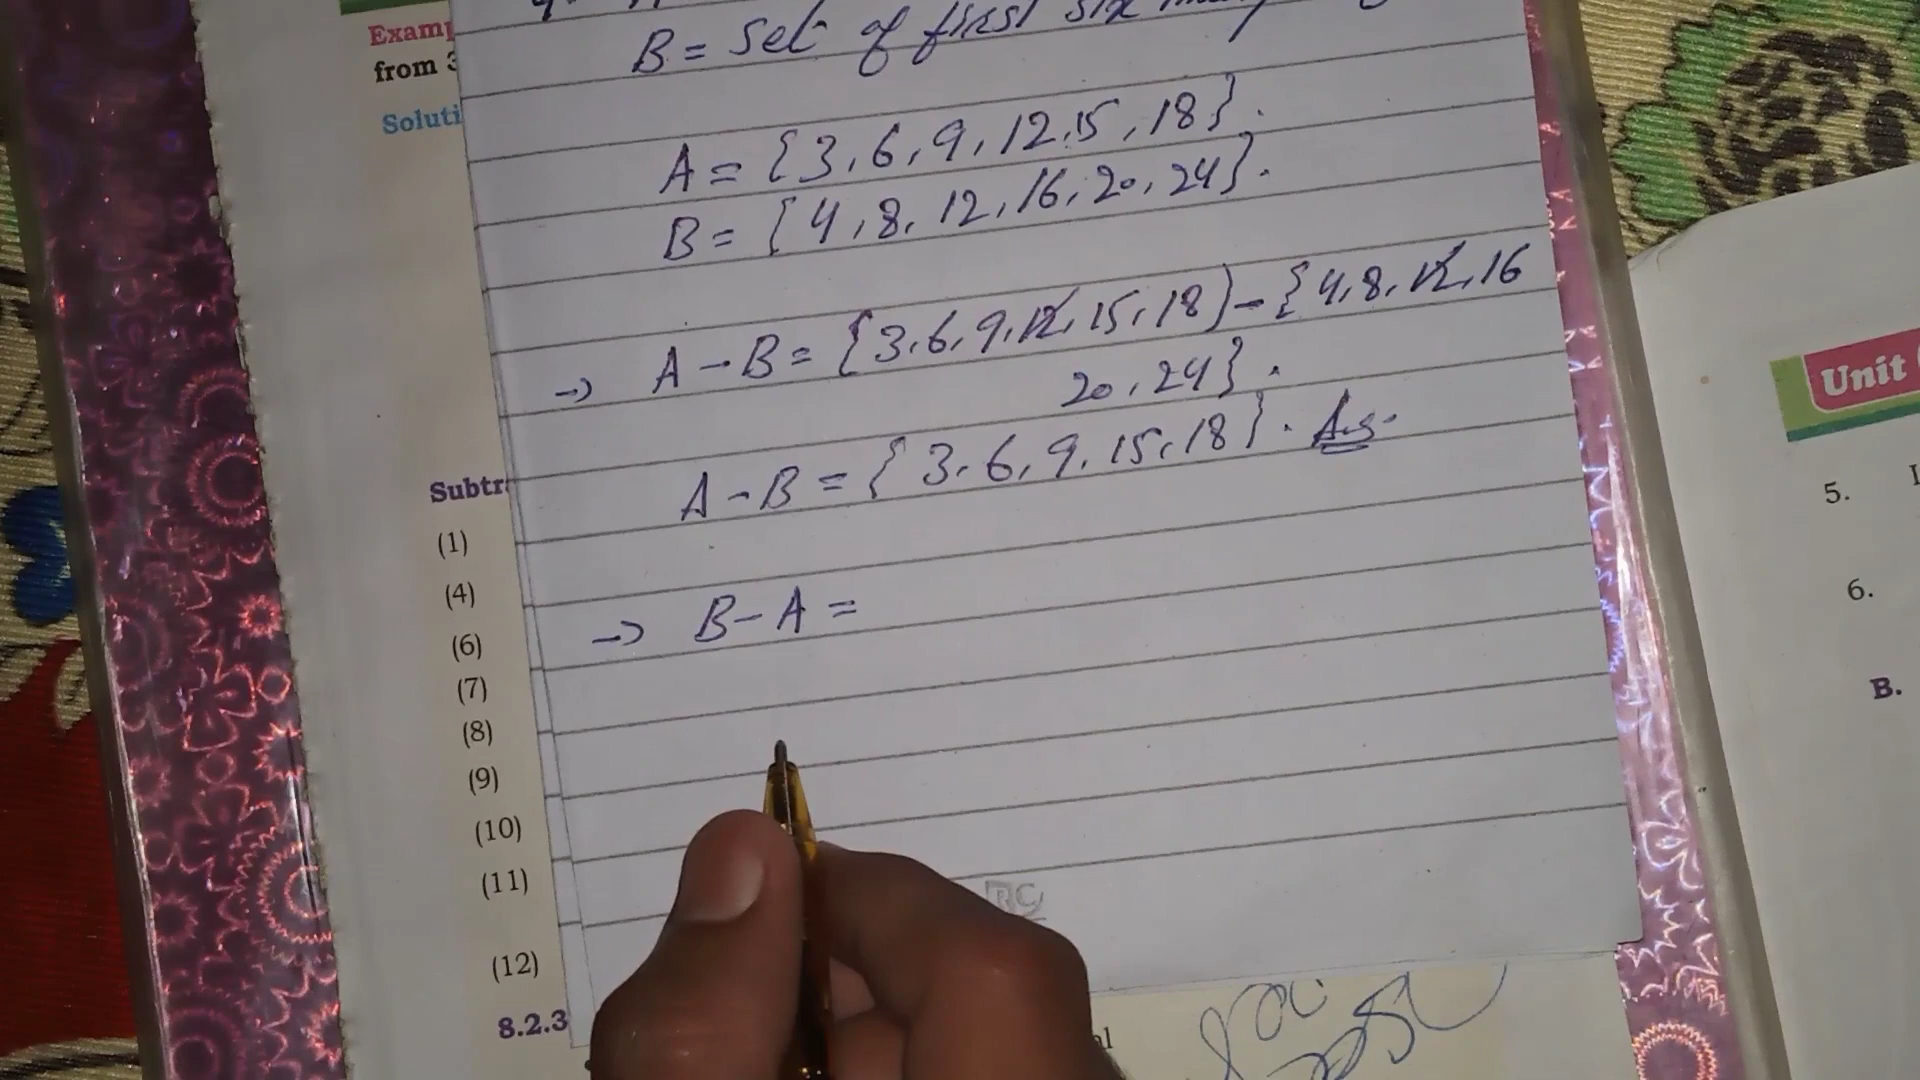 B = Set of first six
A = {3, 6, 9, 12, 15, 18}.
B = {4, 8, 12, 16, 20, 24}.
→ A - B = {3, 6, 9, 12, 15, 18) - {4, 8, 12, 16
20, 24}.
A - B = {3, 6, 9, 15, 18}. Ans.
→ B - A =
Examp
from 3
Soluti
Subtr
(1)
(4)
(6)
(7)
(8)
(9)
(10)
(11)
(12)
8.2.3
RC
Unit
5.
6.
B.